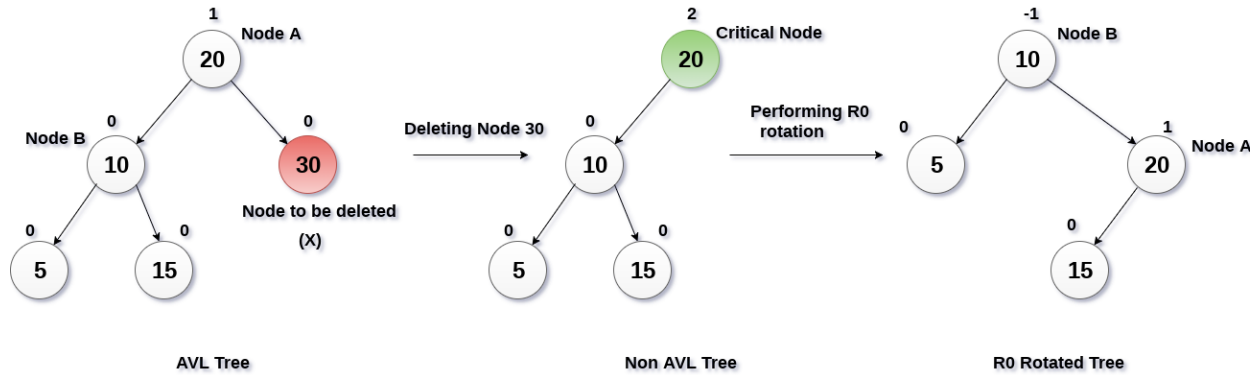 1
Node A
20
0
Node B
10
0
30
Node to be deleted
(X)
0
5
0
15
AVL Tree
Deleting Node 30
2
Critical Node
20
0
10
0
5
0
15
Non AVL Tree
Performing R0
rotation
-1
Node B
10
0
5
1
Node A
20
0
15
R0 Rotated Tree